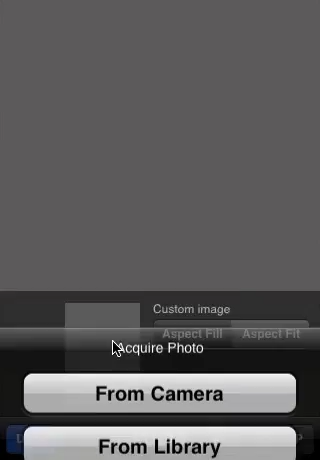 Custom image
Aspect Fill Aspect Fit
Acquire Photo
From Camera
From Library